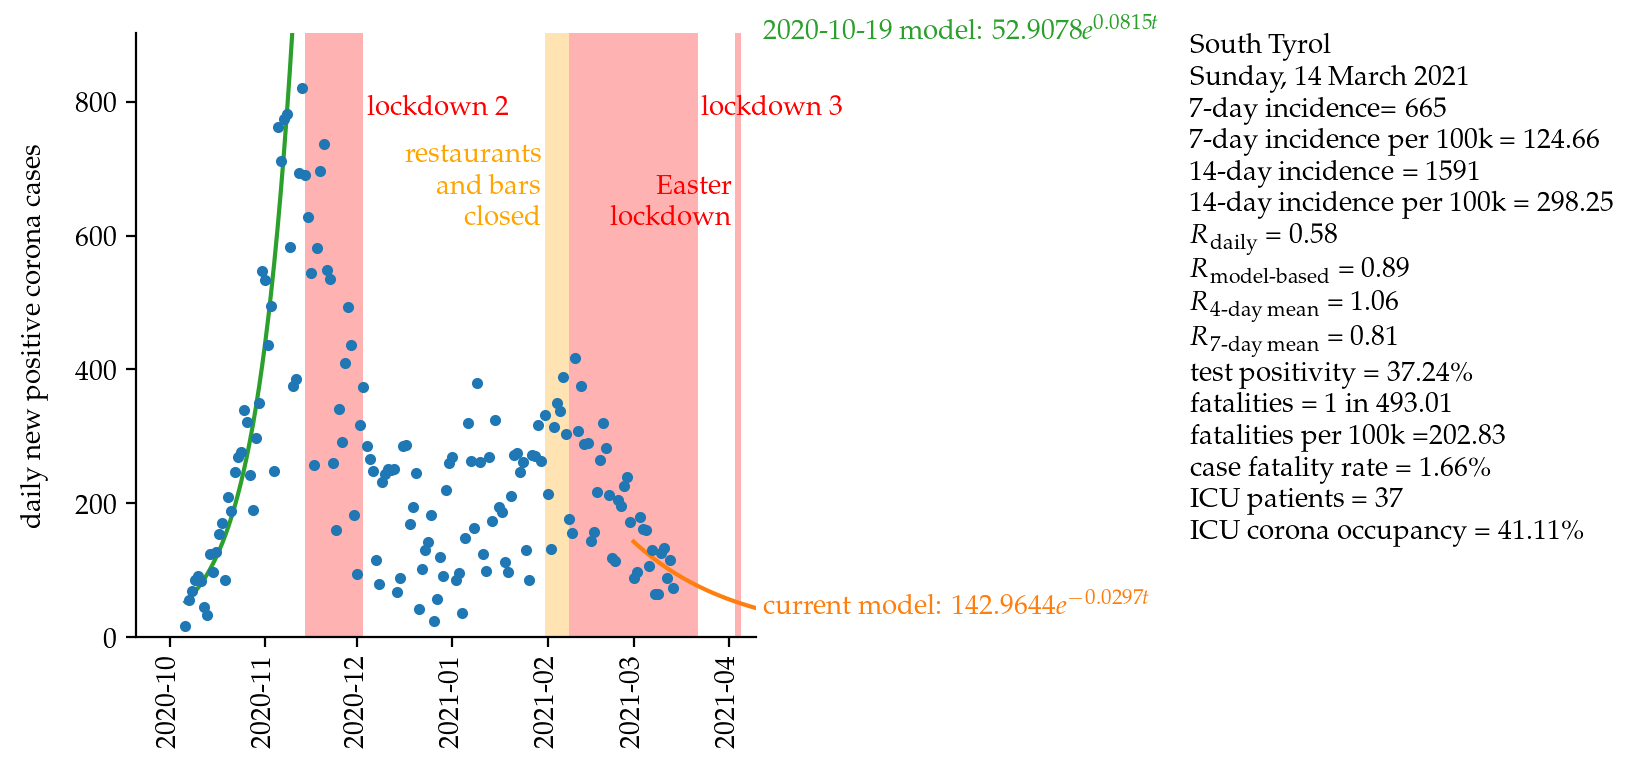 2020-10-19 model: 52.9078e^0.0815t
South Tyrol
Sunday, 14 March 2021
7-day incidence= 665
7-day incidence per 100k = 124.66
14-day incidence = 1591
14-day incidence per 100k = 298.25
R_daily = 0.58
R_model-based = 0.89
R_4-day mean = 1.06
R_7-day mean = 0.81
test positivity = 37.24%
fatalities = 1 in 493.01
fatalities per 100k =202.83
case fatality rate = 1.66%
ICU patients = 37
ICU corona occupancy = 41.11%
daily new positive corona cases
800
600
400
200
0
lockdown 2
restaurants
and bars
closed
lockdown 3
Easter
lockdown
current model: 142.9644e^−0.0297t
2020-10
2020-11
2020-12
2021-01
2021-02
2021-03
2021-04